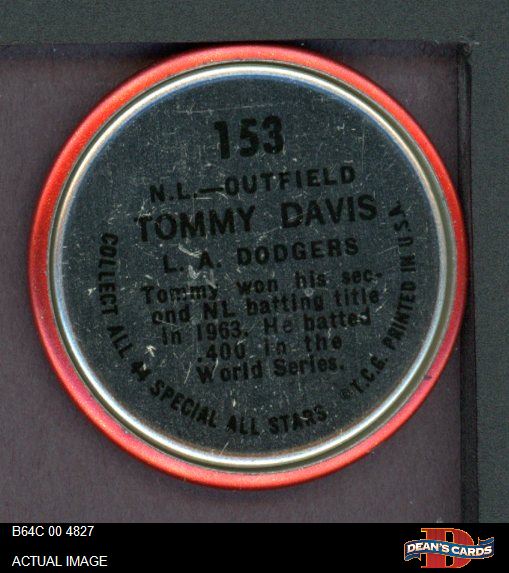 153
N.L.—OUTFIELD
TOMMY DAVIS
L. A. DODGERS
Tommy won his sec-
ond NL batting title
in 1963. He batted
.400 in the
World Series.
COLLECT ALL 44 SPECIAL ALL STARS ©T.C.G. PRINTED IN U.S.A.
B64C 00 4827
ACTUAL IMAGE
D
DEAN'S CARDS